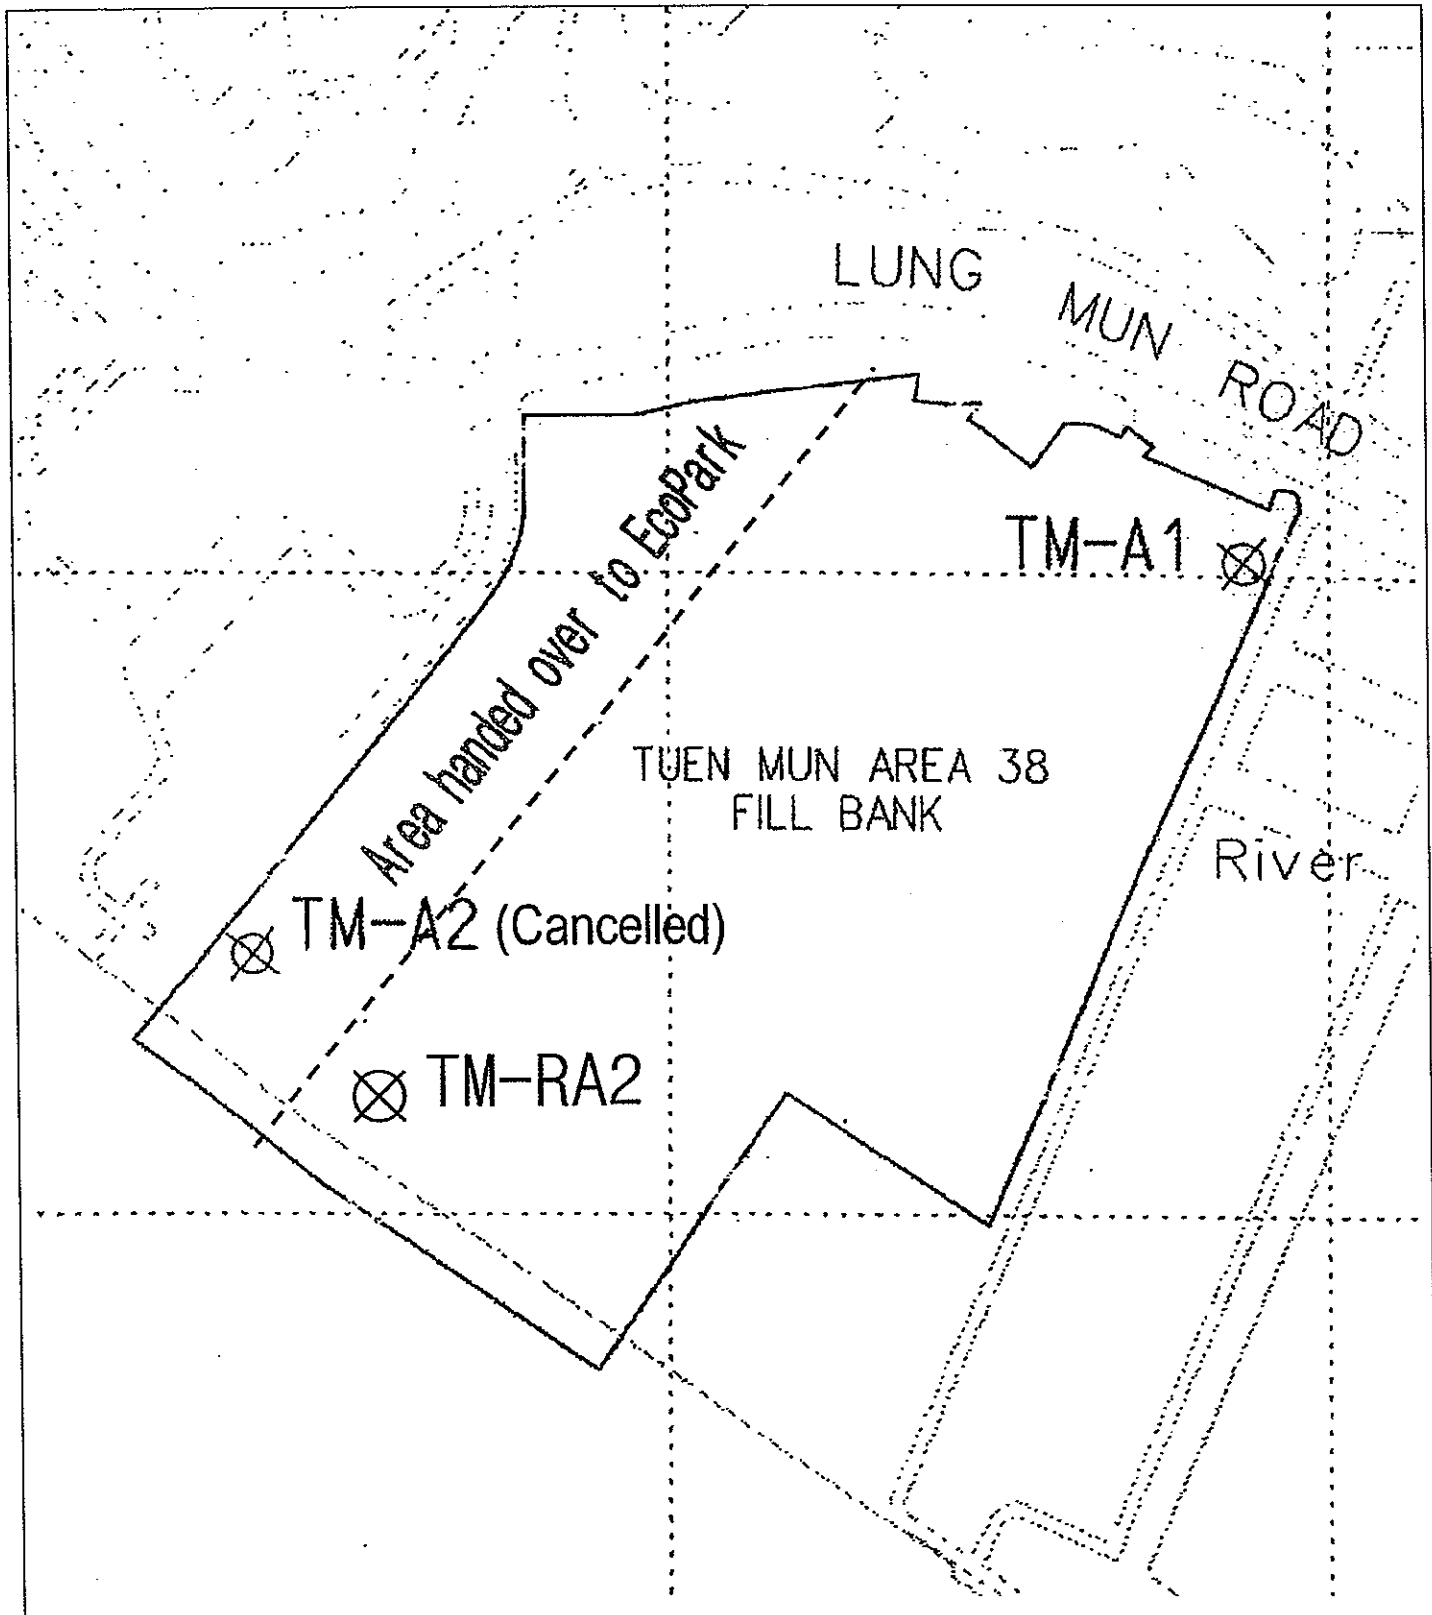 LUNG MUN ROAD
Area handed over to EcoPark
TM-A1
TUEN MUN AREA 38
FILL BANK
River
TM-A2 (Cancelled)
TM-RA2